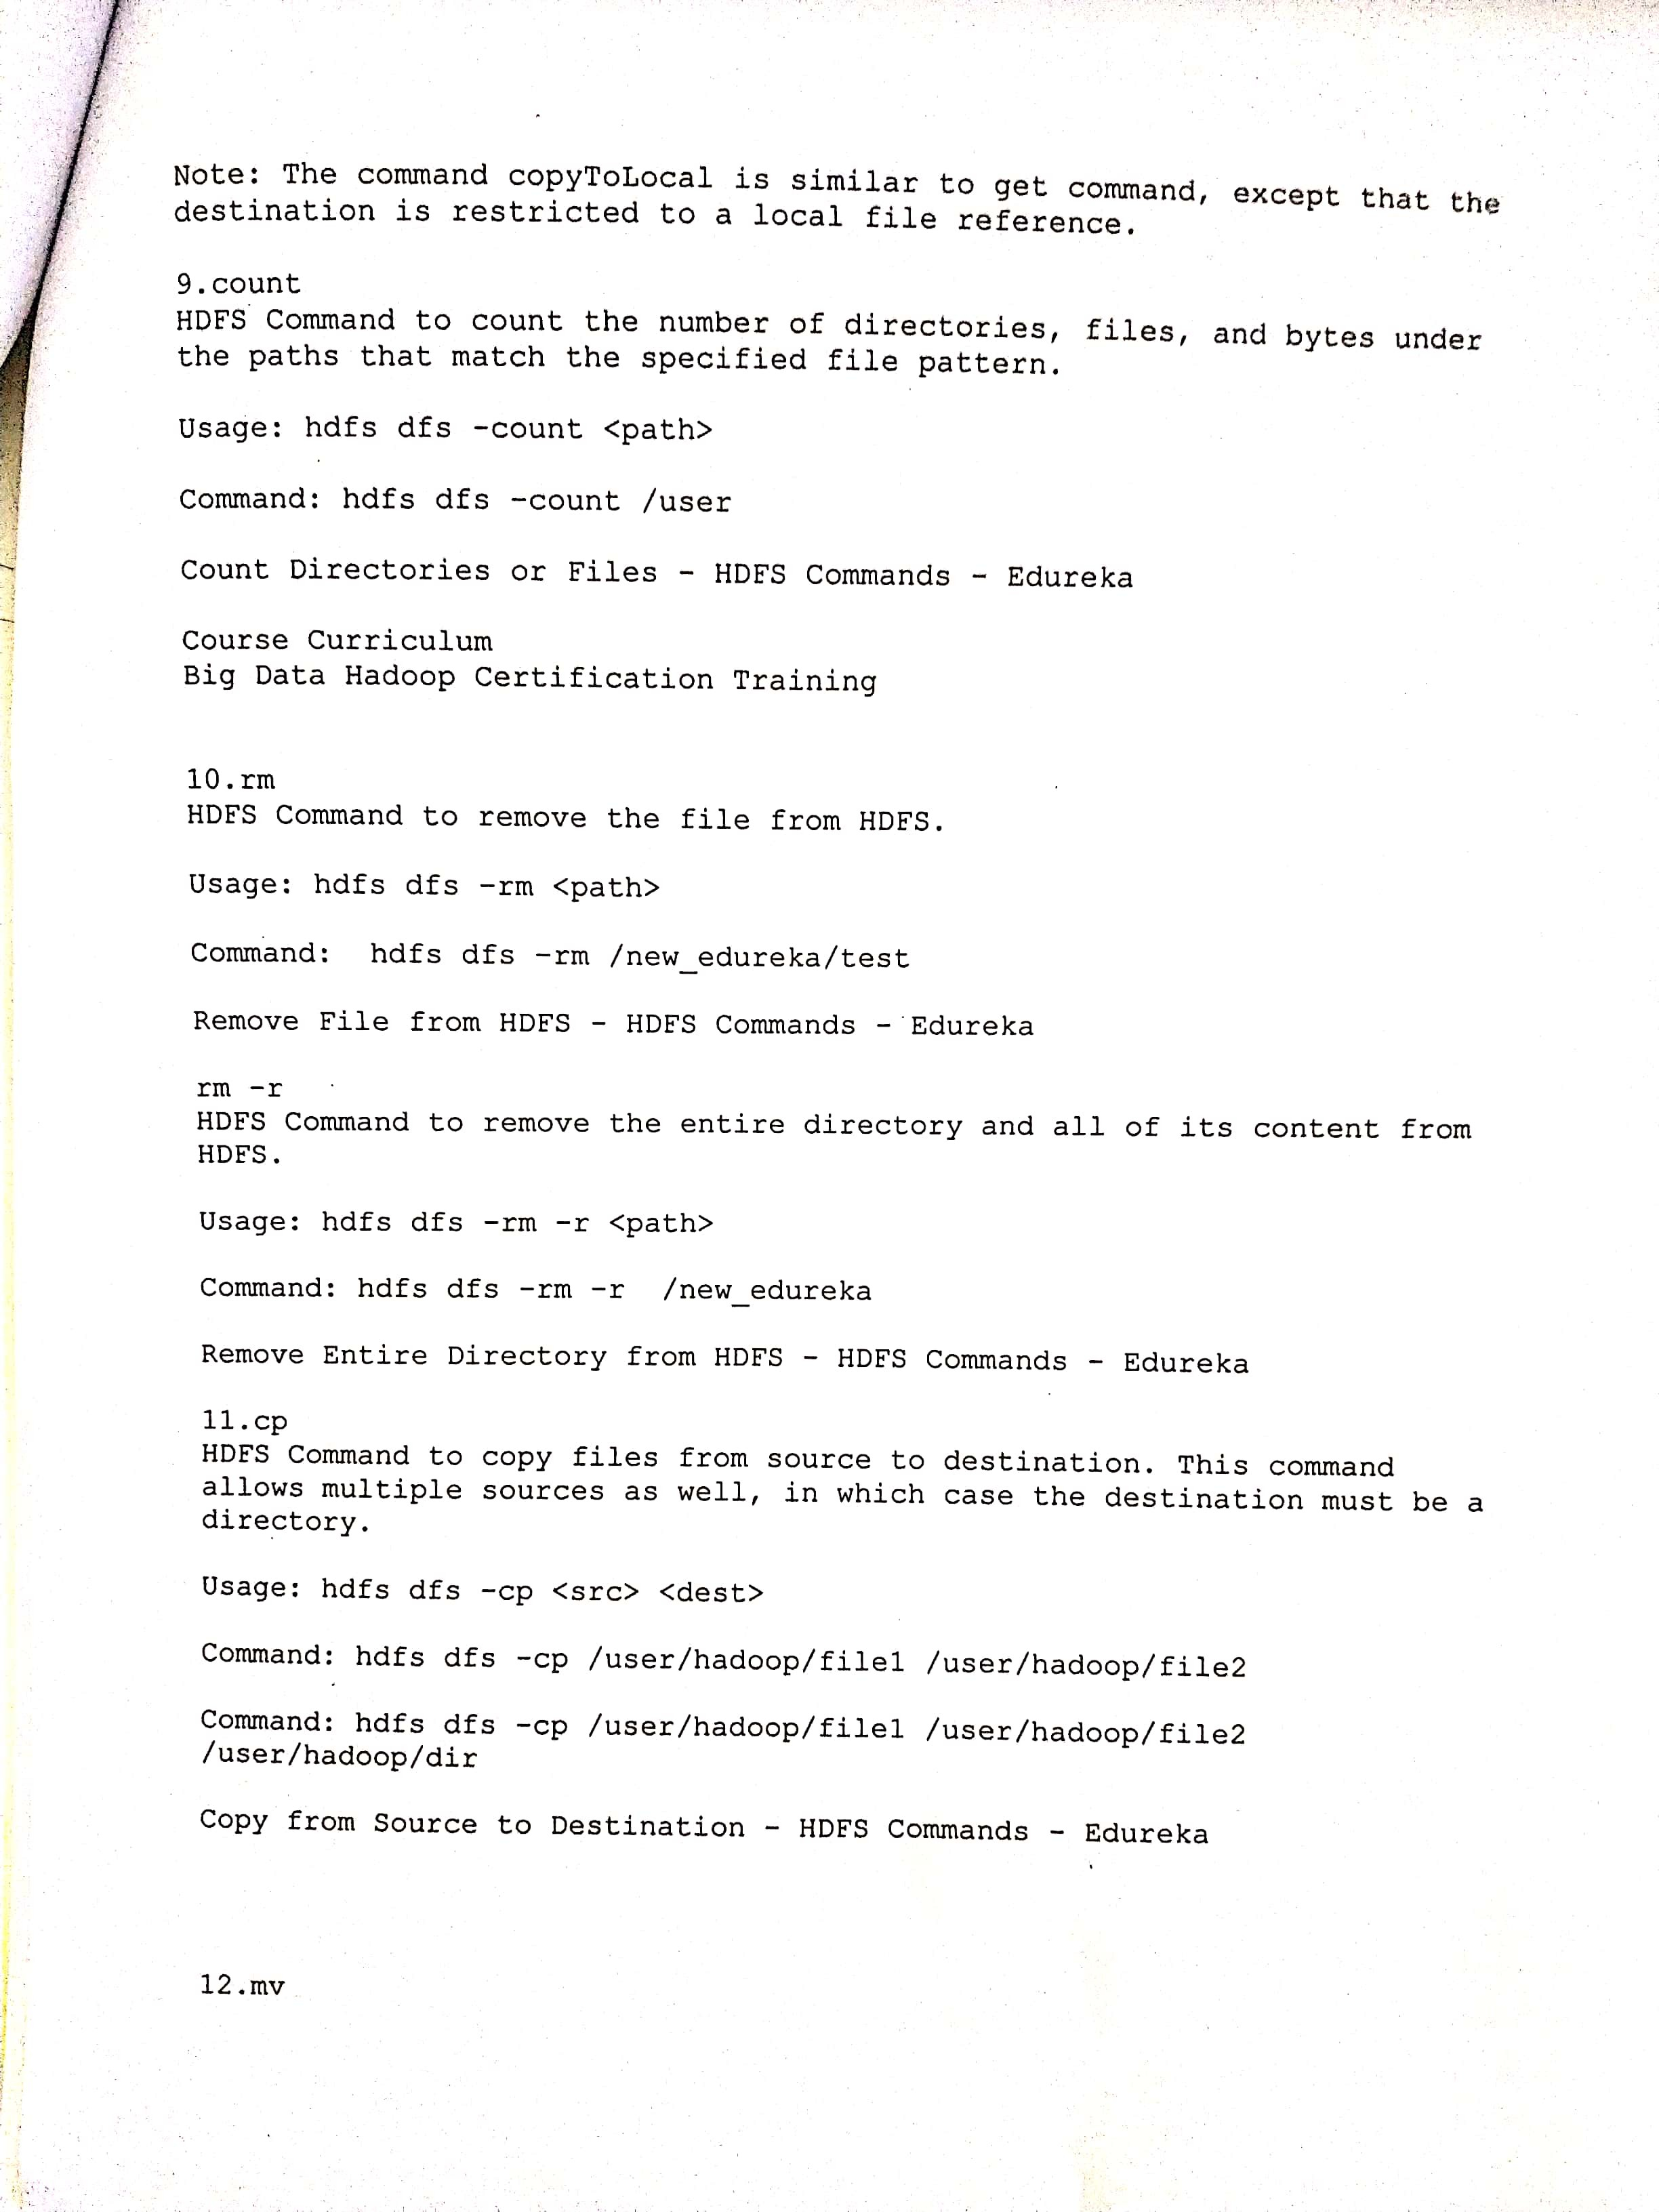 Note: The command copyToLocal is similar to get command, except that the
destination is restricted to a local file reference.
9.count
HDFS Command to count the number of directories, files, and bytes under
the paths that match the specified file pattern.
Usage: hdfs dfs -count <path>
Command: hdfs dfs -count /user
Count Directories or Files - HDFS Commands - Edureka
Course Curriculum
Big Data Hadoop Certification Training
10.rm
HDFS Command to remove the file from HDFS.
Usage: hdfs dfs -rm <path>
Command:  hdfs dfs -rm /new_edureka/test
Remove File from HDFS - HDFS Commands - Edureka
rm -r
HDFS Command to remove the entire directory and all of its content from
HDFS.
Usage: hdfs dfs -rm -r <path>
Command: hdfs dfs -rm -r  /new_edureka
Remove Entire Directory from HDFS - HDFS Commands - Edureka
11.cp
HDFS Command to copy files from source to destination. This command
allows multiple sources as well, in which case the destination must be a
directory.
Usage: hdfs dfs -cp <src> <dest>
Command: hdfs dfs -cp /user/hadoop/file1 /user/hadoop/file2
Command: hdfs dfs -cp /user/hadoop/file1 /user/hadoop/file2
/user/hadoop/dir
Copy from Source to Destination - HDFS Commands - Edureka
12.mv